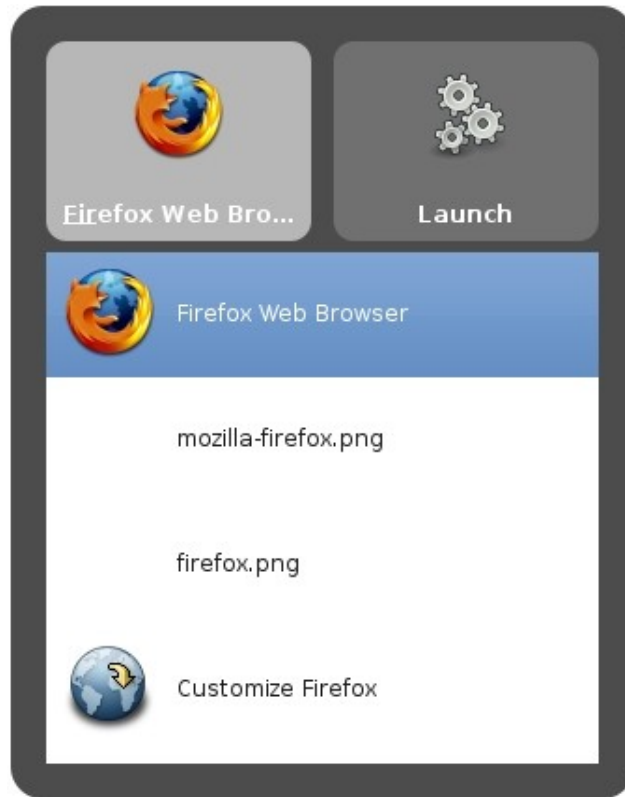 Firefox Web Bro...
Launch
Firefox Web Browser
mozilla-firefox.png
firefox.png
Customize Firefox